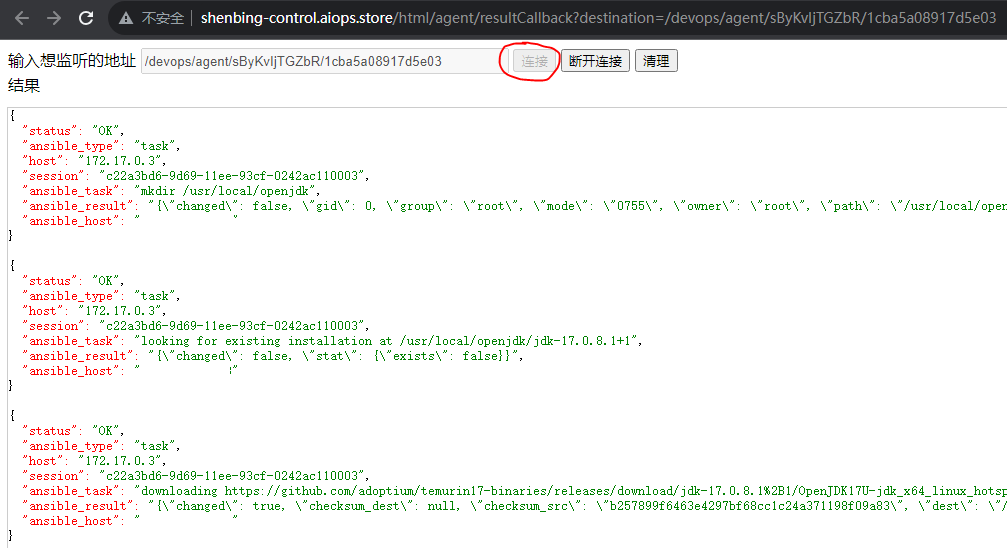 不安全 shenbing-control.aiops.store/html/agent/resultCallback?destination=/devops/agent/sByKvIjTGZbR/1cba5a08917d5e03
输入想监听的地址 /devops/agent/sByKvIjTGZbR/1cba5a08917d5e03 连接 断开连接 清理
结果
{
"status": "OK",
"ansible_type": "task",
"host": "172.17.0.3",
"session": "c22a3bd6-9d69-11ee-93cf-0242ac110003",
"ansible_task": "mkdir /usr/local/openjdk",
"ansible_result": "{\"changed\": false, \"gid\": 0, \"group\": \"root\", \"mode\": \"0755\", \"owner\": \"root\", \"path\": \"/usr/local/open
"ansible_host": " "
}
{
"status": "OK",
"ansible_type": "task",
"host": "172.17.0.3",
"session": "c22a3bd6-9d69-11ee-93cf-0242ac110003",
"ansible_task": "looking for existing installation at /usr/local/openjdk/jdk-17.0.8.1+1",
"ansible_result": "{\"changed\": false, \"stat\": {\"exists\": false}}",
"ansible_host": " "
}
{
"status": "OK",
"ansible_type": "task",
"host": "172.17.0.3",
"session": "c22a3bd6-9d69-11ee-93cf-0242ac110003",
"ansible_task": "downloading https://github.com/adoptium/temurin17-binaries/releases/download/jdk-17.0.8.1%2B1/OpenJDK17U-jdk_x64_linux_hotsp
"ansible_result": "{\"changed\": true, \"checksum_dest\": null, \"checksum_src\": \"b257899f6463e4297bf68cc1c24a371198f09a83\", \"dest\": \"/
"ansible_host": " "
}